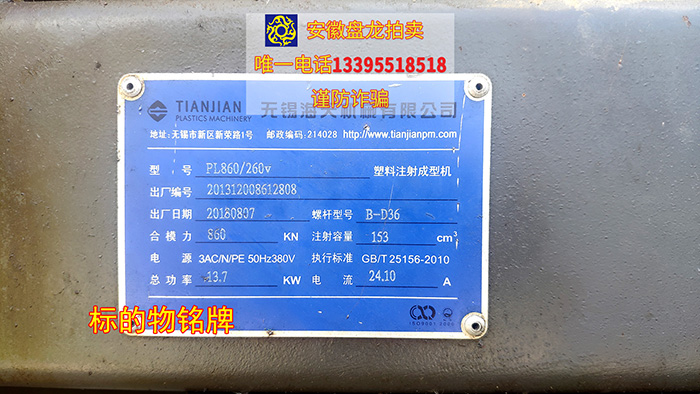 安徽盘龙拍卖
唯一电话13395518518
谨防诈骗
TIANJIAN
PLASTICS MACHINERY
无锡海天机械有限公司
地址:无锡市新区新荣路1号 邮政编码:214028 http://www.tianjianpm.com
型号 PL860/260v 塑料注射成型机
出厂编号 201312008612808
出厂日期 20180807 螺杆型号 B-D36
合模力 860 KN 注射容量 153 cm³
电源 3AC/N/PE 50Hz380V 执行标准 GB/T 25156-2010
总功率 13.7 KW 电流 24.10 A
标的物铭牌
CQC
ISO9001:2000